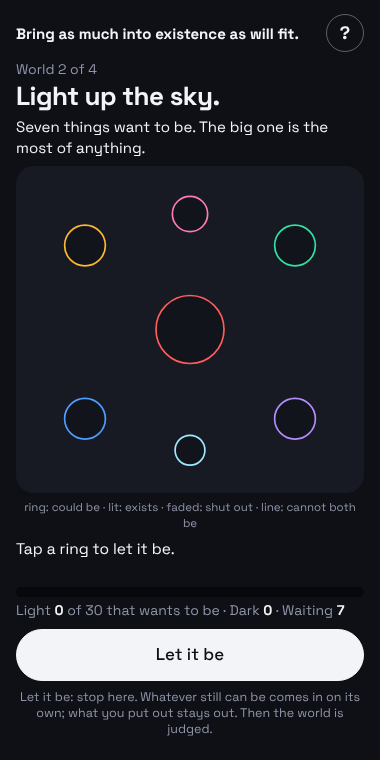 Bring as much into existence as will fit.
?
World 2 of 4
Light up the sky.
Seven things want to be. The big one is the
most of anything.
ring: could be · lit: exists · faded: shut out · line: cannot both
be
Tap a ring to let it be.
Light 0 of 30 that wants to be · Dark 0 · Waiting 7
Let it be
Let it be: stop here. Whatever still can be comes in on its
own; what you put out stays out. Then the world is
judged.